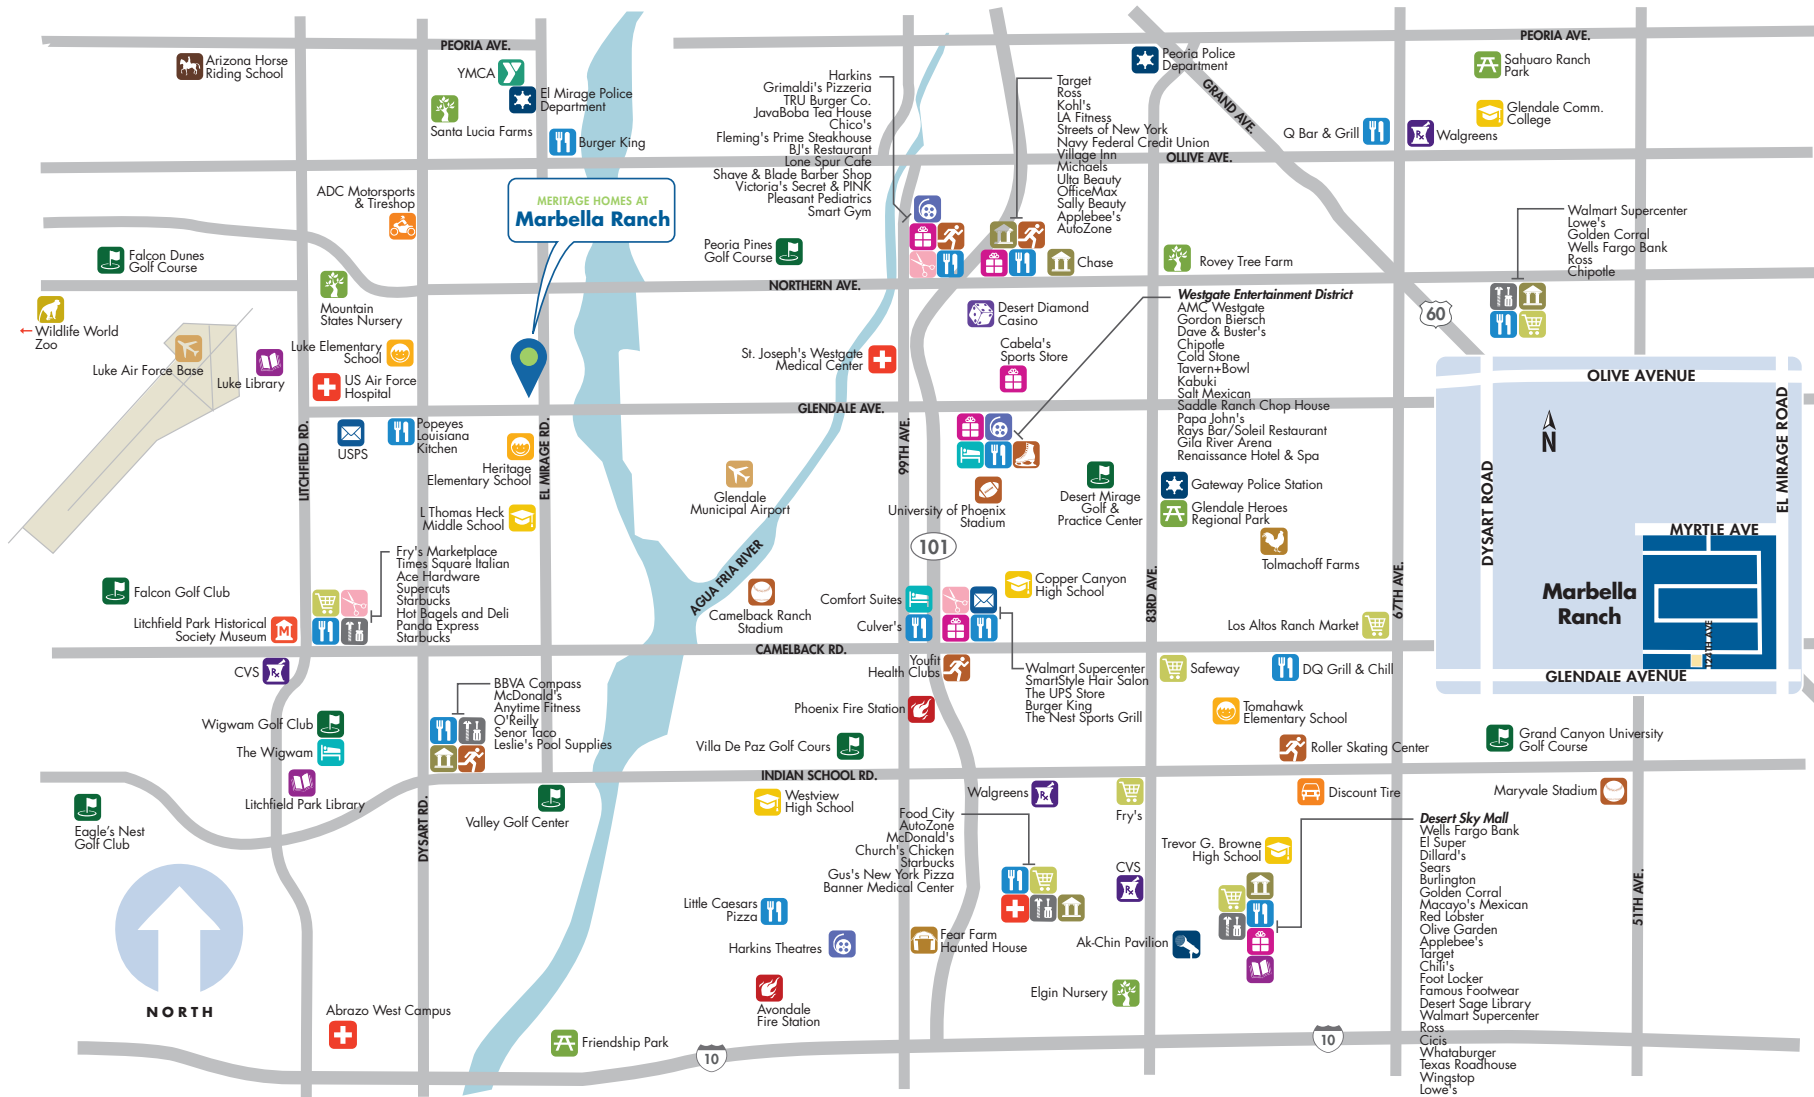 PEORIA AVE.
PEORIA AVE.
Arizona Horse
Riding School
YMCA
El Mirage Police
Department
Santa Lucia Farms
Burger King
Harkins
Grimaldi's Pizzeria
TRU Burger Co.
JavaBoba Tea House
Chico's
Fleming's Prime Steakhouse
BJ's Restaurant
Lone Spur Cafe
Shave & Blade Barber Shop
Victoria's Secret & PINK
Pleasant Pediatrics
Smart Gym
Target
Ross
Kohl's
LA Fitness
Streets of New York
Navy Federal Credit Union
Village Inn
Michaels
Ulta Beauty
OfficeMax
Sally Beauty
Applebee's
AutoZone
Peoria Police
Department
GRAND AVE.
Sahuaro Ranch
Park
Glendale Comm.
College
Q Bar & Grill
Walgreens
OLLIVE AVE.
ADC Motorsports
& Tireshop
MERITAGE HOMES AT
Marbella Ranch
Falcon Dunes
Golf Course
Peoria Pines
Golf Course
Chase
Rovey Tree Farm
Walmart Supercenter
Lowe's
Golden Corral
Wells Fargo Bank
Ross
Chipotle
NORTHERN AVE.
Mountain
States Nursery
←Wildlife World
Zoo
Luke Air Force Base
Luke Library
Luke Elementary
School
US Air Force
Hospital
Desert Diamond
Casino
Cabela's
Sports Store
St. Joseph's Westgate
Medical Center
Westgate Entertainment District
AMC Westgate
Gordon Biersch
Dave & Buster's
Chipotle
Cold Stone
Tavern+Bowl
Kabuki
Salt Mexican
Saddle Ranch Chop House
Papa John's
Rays Bar/Soleil Restaurant
Gila River Arena
Renaissance Hotel & Spa
60
OLIVE AVENUE
EL MIRAGE ROAD
N
DYSART ROAD
MYRTLE AVE
Marbella
Ranch
124TH AVE
GLENDALE AVENUE
GLENDALE AVE.
LITCHFIELD RD.
USPS
Popeyes
Louisiana
Kitchen
Heritage
Elementary School
EL MIRAGE RD.
99TH AVE.
L Thomas Heck
Middle School
Glendale
Municipal Airport
University of Phoenix
Stadium
Desert Mirage
Golf &
Practice Center
Gateway Police Station
Glendale Heroes
Regional Park
Tolmachoff Farms
101
AGUA FRIA RIVER
83RD AVE.
67TH AVE.
Fry's Marketplace
Times Square Italian
Ace Hardware
Supercuts
Starbucks
Hot Bagels and Deli
Panda Express
Starbucks
Falcon Golf Club
Litchfield Park Historical
Society Museum
M
Camelback Ranch
Stadium
Comfort Suites
Culver's
Copper Canyon
High School
Los Altos Ranch Market
CAMELBACK RD.
CVS
Youfit
Health Clubs
Walmart Supercenter
SmartStyle Hair Salon
The UPS Store
Burger King
The Nest Sports Grill
Safeway
DQ Grill & Chill
BBVA Compass
McDonald's
Anytime Fitness
O'Reilly
Senor Taco
Leslie's Pool Supplies
Wigwam Golf Club
The Wigwam
Litchfield Park Library
Phoenix Fire Station
Villa De Paz Golf Cours
Tomahawk
Elementary School
Roller Skating Center
Grand Canyon University
Golf Course
INDIAN SCHOOL RD.
Eagle's Nest
Golf Club
DYSART RD.
Valley Golf Center
Westview
High School
Walgreens
Fry's
Discount Tire
Maryvale Stadium
Food City
AutoZone
McDonald's
Church's Chicken
Starbucks
Gus's New York Pizza
Banner Medical Center
Trevor G. Browne
High School
CVS
Desert Sky Mall
Wells Fargo Bank
El Super
Dillard's
Sears
Burlington
Golden Corral
Macayo's Mexican
Red Lobster
Olive Garden
Applebee's
Target
Chili's
Foot Locker
Famous Footwear
Desert Sage Library
Walmart Supercenter
Ross
Cicis
Whataburger
Texas Roadhouse
Wingstop
Lowe's
51TH AVE.
Little Caesars
Pizza
Harkins Theatres
Fear Farm
Haunted House
Ak-Chin Pavilion
Elgin Nursery
Avondale
Fire Station
NORTH
Abrazo West Campus
Friendship Park
10
10